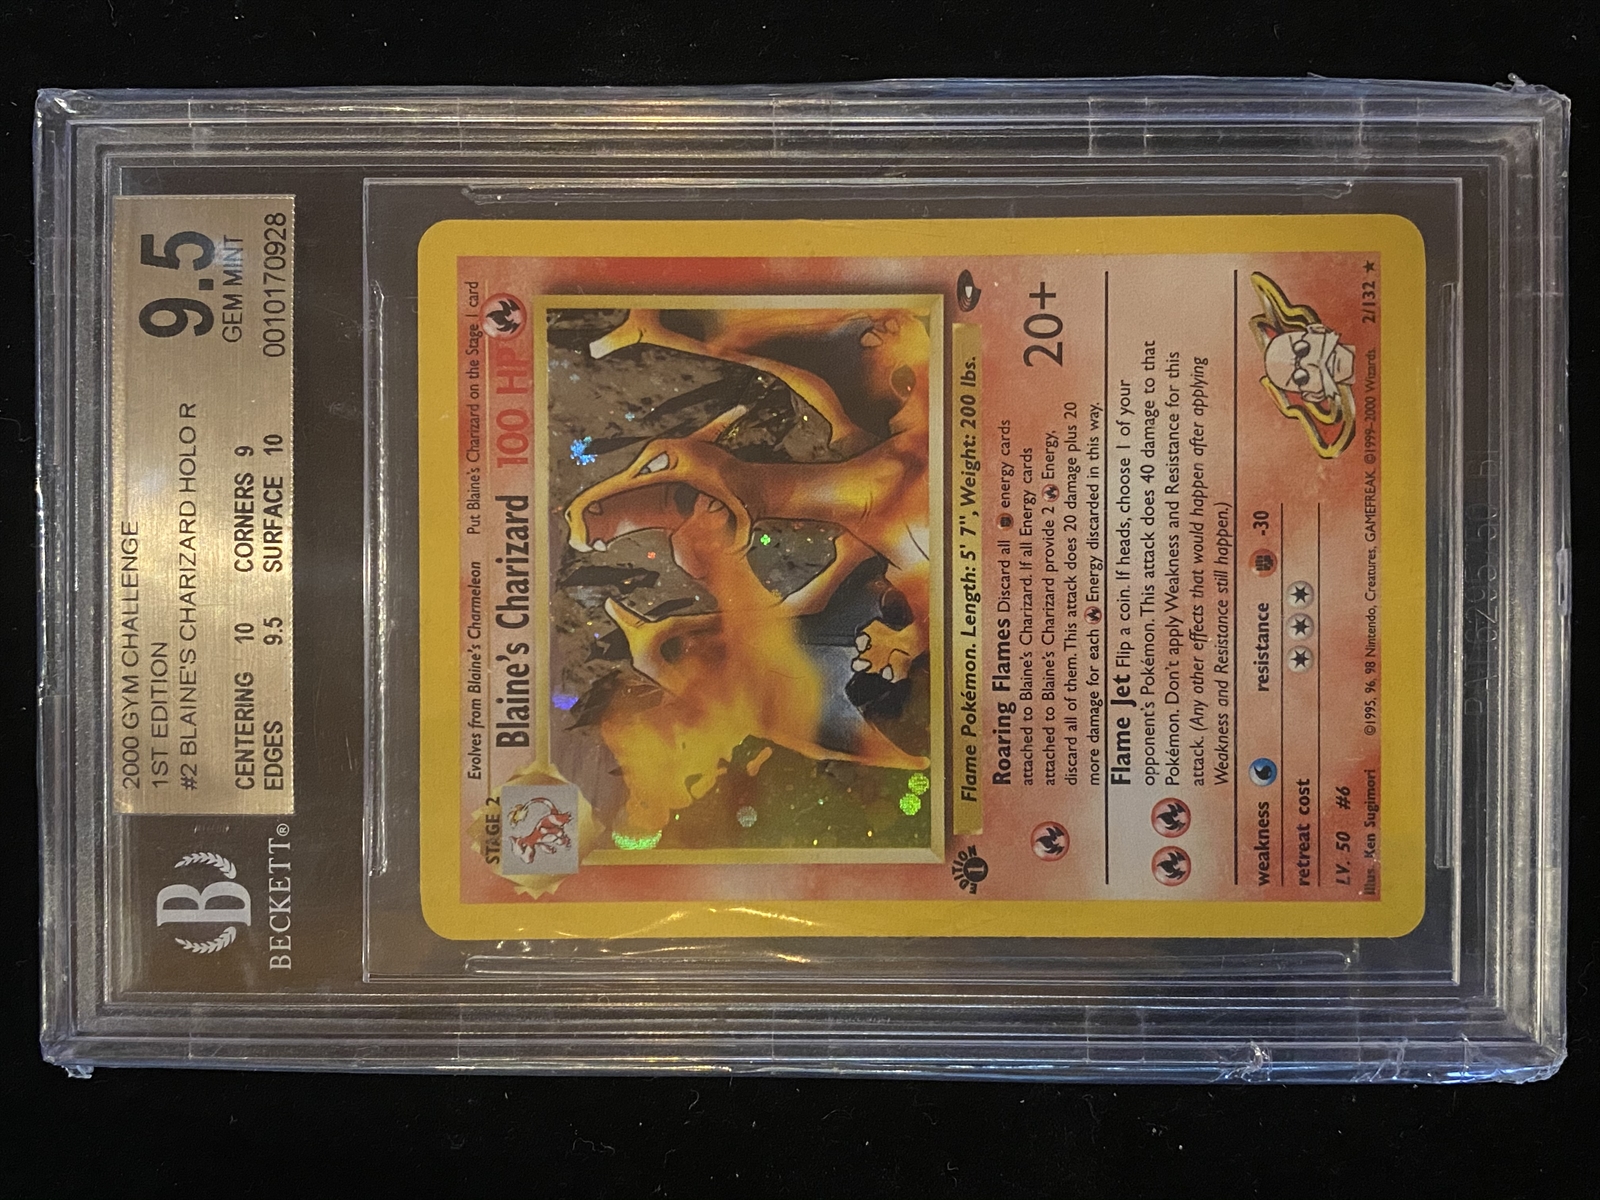 BECKETT®
2000 GYM CHALLENGE
1ST EDITION
#2 BLAINE'S CHARIZARD HOLO R
9.5
GEM MINT
CENTERING 10 CORNERS 9
EDGES 9.5 SURFACE 10
0010170928
STAGE 2
Evolves from Blaine's Charmeleon Put Blaine's Charizard on the Stage 1 card
Blaine's Charizard 100 HP
EDITION
1
Flame Pokémon. Length: 5' 7", Weight: 200 lbs.
Roaring Flames Discard all energy cards
attached to Blaine's Charizard. If all Energy cards
attached to Blaine's Charizard provide 2 Energy,
discard all of them. This attack does 20 damage plus 20
more damage for each Energy discarded in this way.
20+
Flame Jet Flip a coin. If heads, choose 1 of your
opponent's Pokémon. This attack does 40 damage to that
Pokémon. Don't apply Weakness and Resistance for this
attack. (Any other effects that would happen after applying
Weakness and Resistance still happen.)
weakness resistance -30
retreat cost
LV. 50 #6
Illus. Ken Sugimori ©1995, 96, 98 Nintendo, Creatures, GAMEFREAK. ©1999-2000 Wizards. 2/32 ★